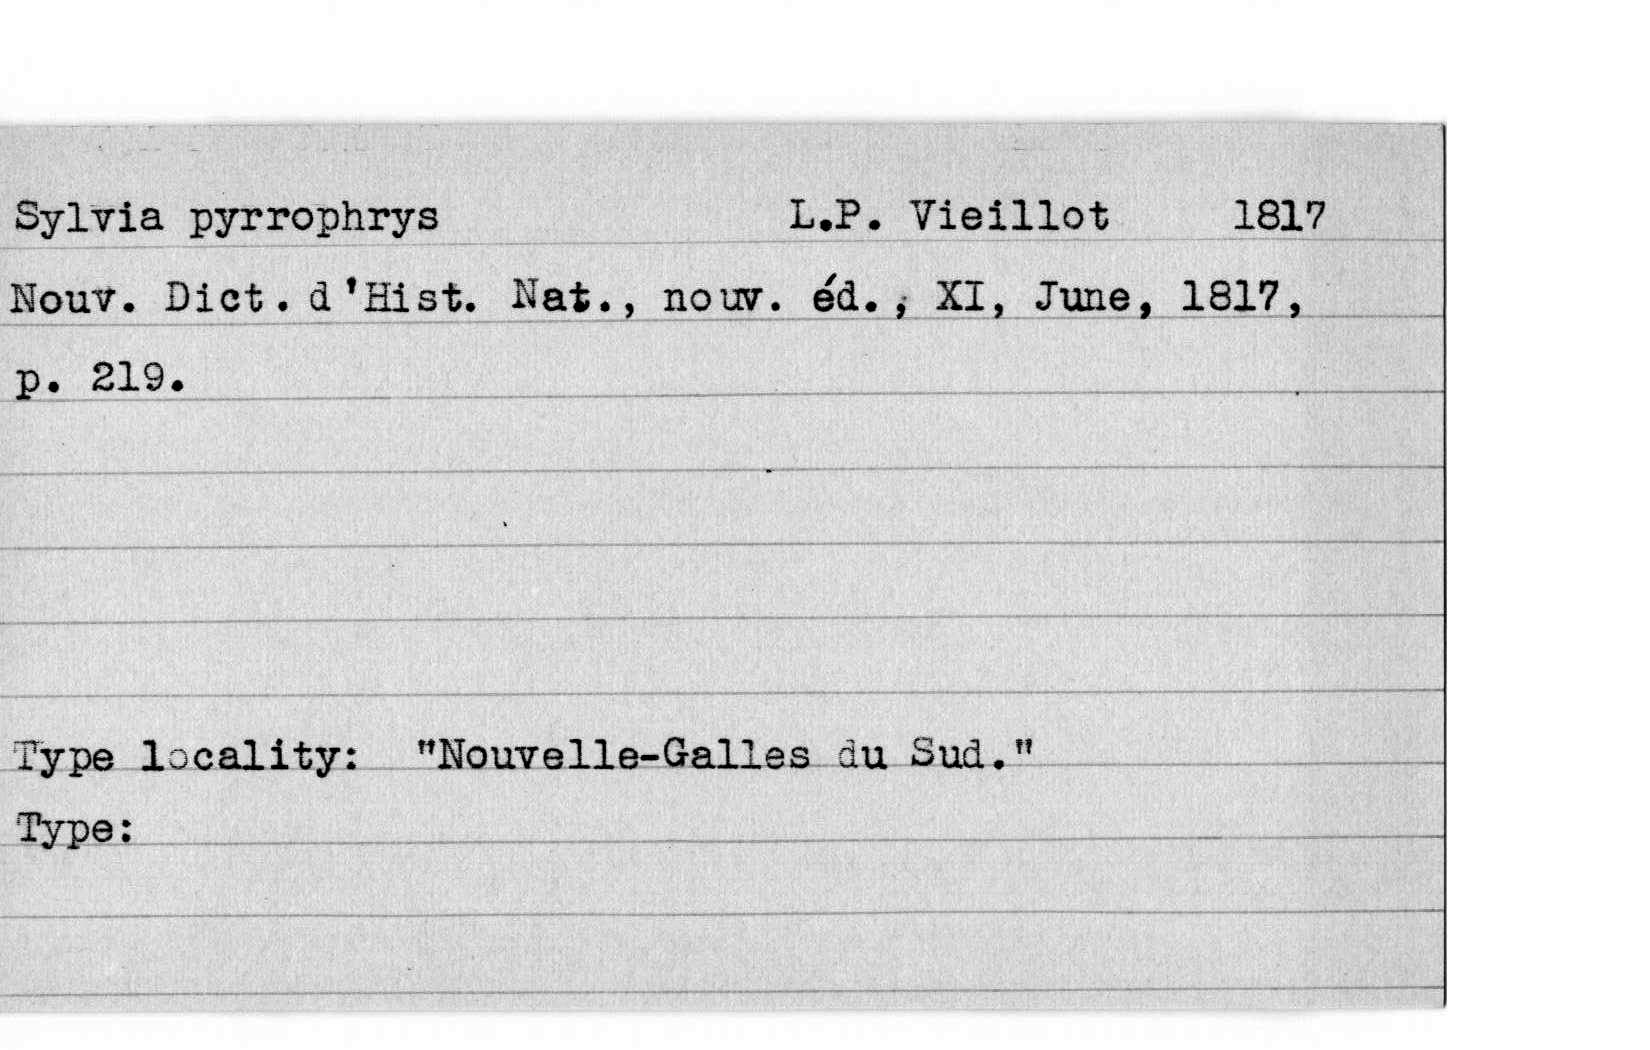 Sylvia pyrrophrys L.P. Vieillot 1817
Nouv. Dict. d'Hist. Nat., nouv. éd., XI, June, 1817,
p. 219.
Type locality: "Nouvelle-Galles du Sud."
Type: